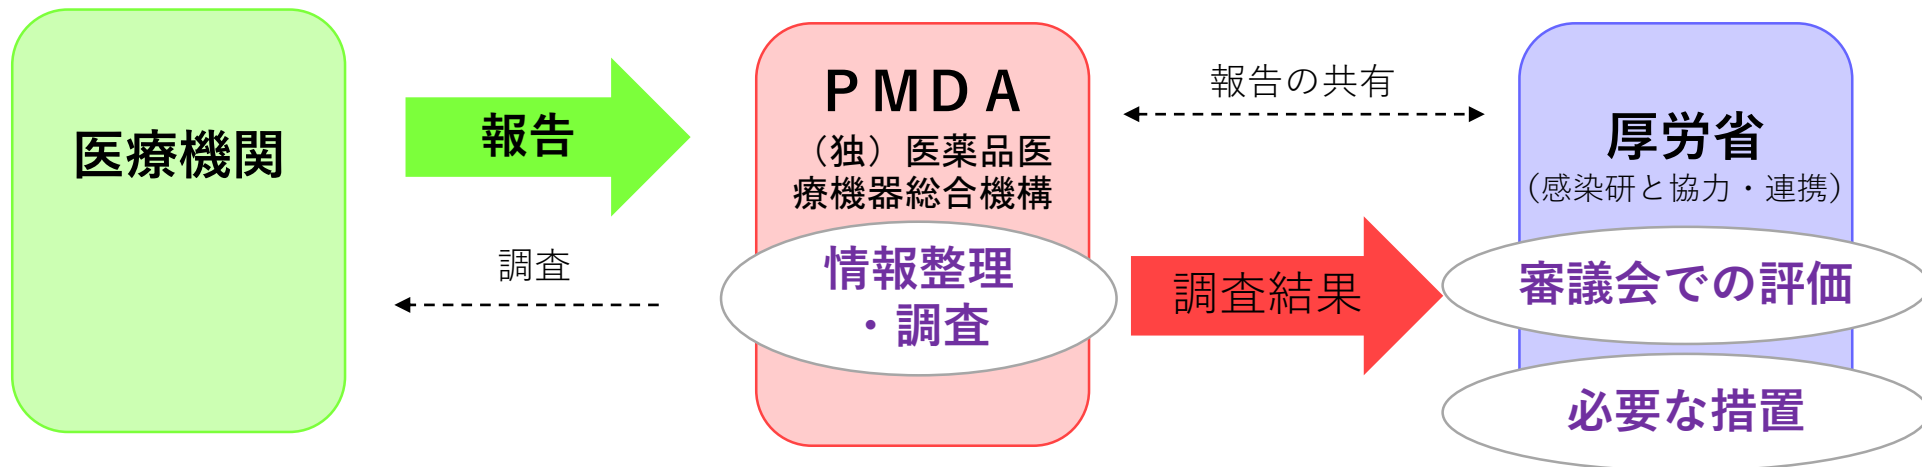 医療機関
報告
調査
ＰＭＤＡ
（独）医薬品医
療機器総合機構
情報整理
・調査
報告の共有
調査結果
厚労省
（感染研と協力・連携）
審議会での評価
必要な措置